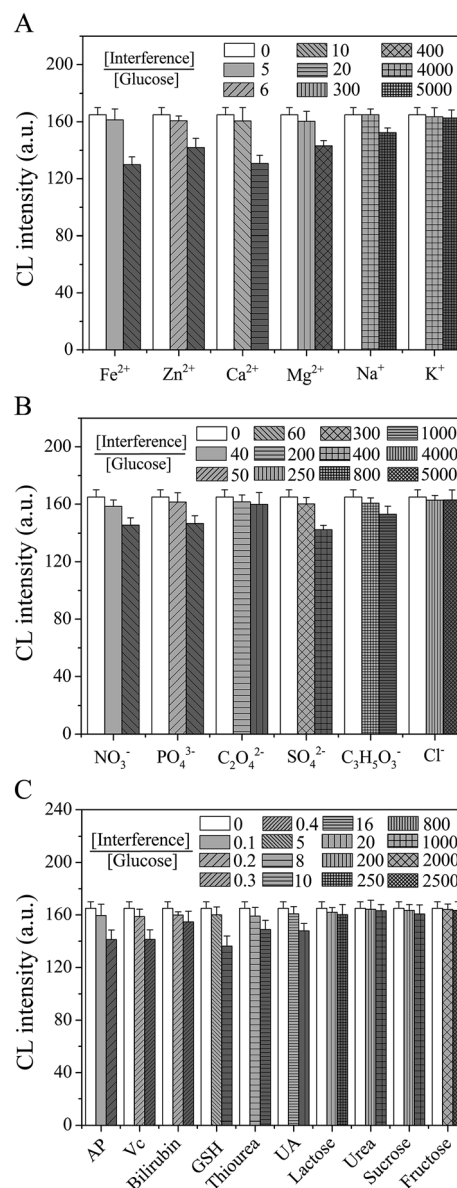 A
CL intensity (a.u.)
200
160
120
80
40
0
[Interference]
[Glucose]
0 10 400
5 20 4000
6 300 5000
Fe²⁺ Zn²⁺ Ca²⁺ Mg²⁺ Na⁺ K⁺
B
CL intensity (a.u.)
200
160
120
80
40
0
[Interference]
[Glucose]
0 60 300 1000
40 200 400 4000
50 250 800 5000
NO₃⁻ PO₄³⁻ C₂O₄²⁻ SO₄²⁻ C₃H₅O₃⁻ Cl⁻
C
CL intensity (a.u.)
240
200
160
120
80
40
0
[Interference]
[Glucose]
0 0.4 16 800
0.1 5 20 1000
0.2 8 200 2000
0.3 10 250 2500
AP Vc Bilirubin GSH Thiourea UA Lactose Urea Sucrose Fructose